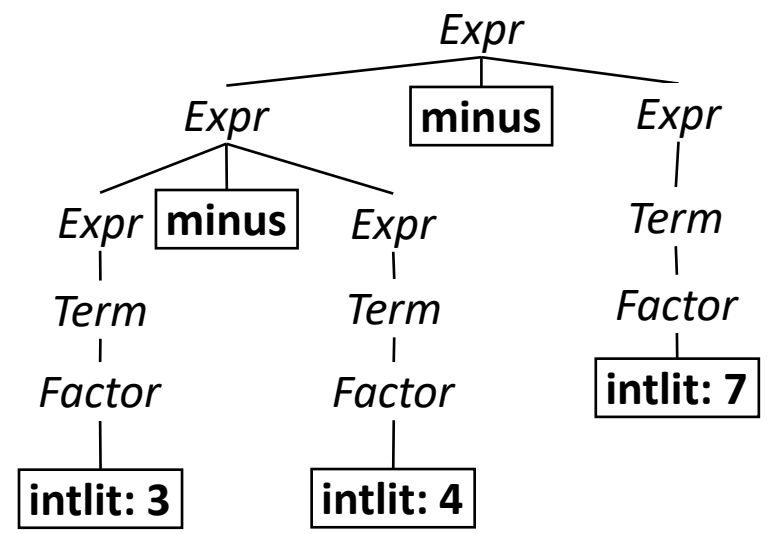 Expr
Expr minus Expr
Expr minus Expr Term
Term Term Factor
Factor Factor intlit: 7
intlit: 3 intlit: 4